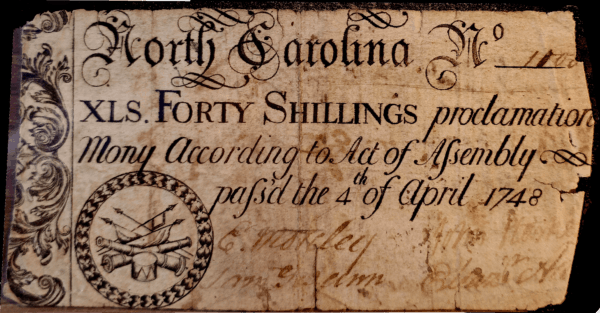 North Carolina No
XLS. FORTY SHILLINGS proclamation
Mony According to Act of Aſsembly
paſs'd the 4th of April 1748
E. Moseley